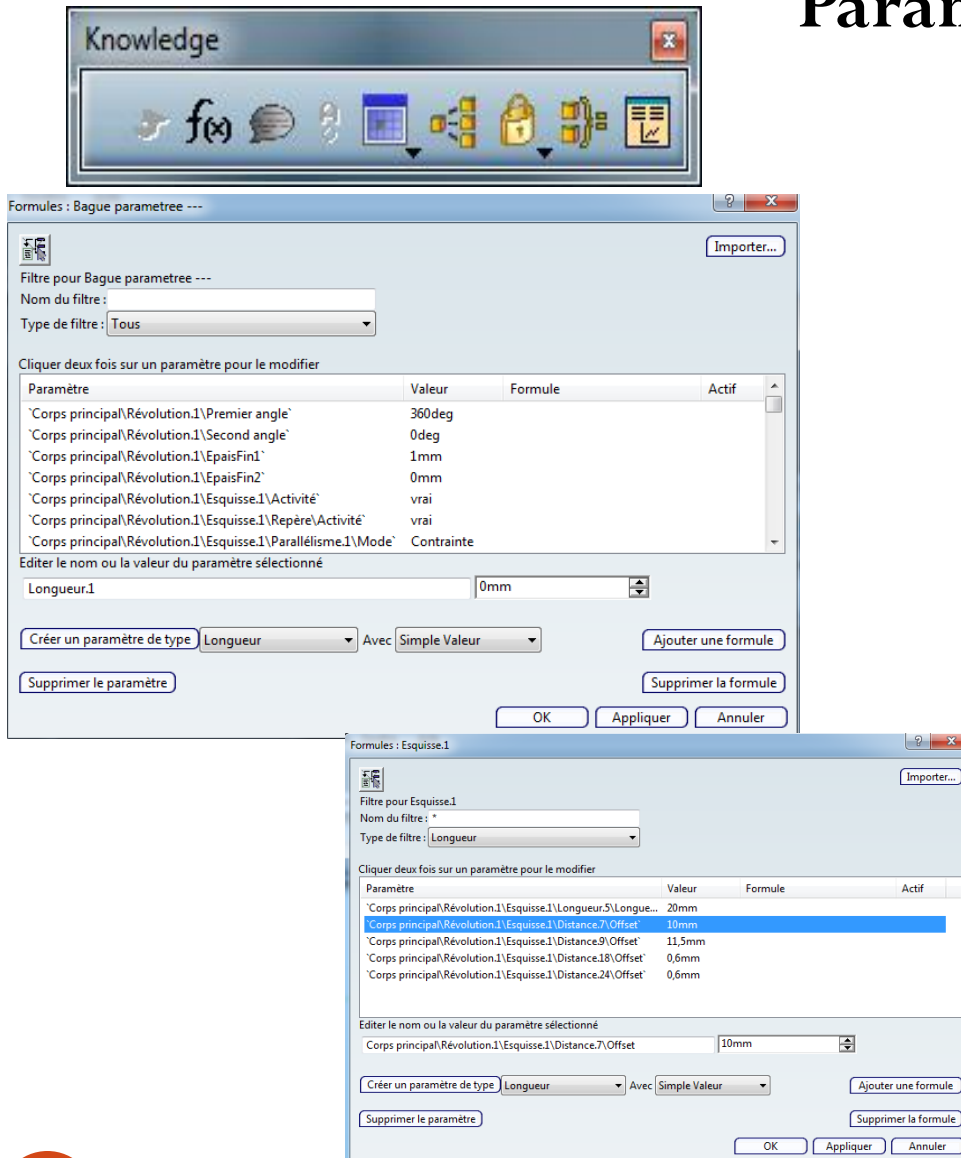 Param
Knowledge
f(x)
Formules : Bague parametree ---
Importer...
Filtre pour Bague parametree ---
Nom du filtre :
Type de filtre : Tous
Cliquer deux fois sur un paramètre pour le modifier
Paramètre Valeur Formule Actif
`Corps principal\Révolution.1\Premier angle` 360deg
`Corps principal\Révolution.1\Second angle` 0deg
`Corps principal\Révolution.1\EpaisFin1` 1mm
`Corps principal\Révolution.1\EpaisFin2` 0mm
`Corps principal\Révolution.1\Esquisse.1\Activité` vrai
`Corps principal\Révolution.1\Esquisse.1\Repère\Activité` vrai
`Corps principal\Révolution.1\Esquisse.1\Parallélisme.1\Mode` Contrainte
Editer le nom ou la valeur du paramètre sélectionné
Longueur.1 0mm
Créer un paramètre de type Longueur Avec Simple Valeur Ajouter une formule
Supprimer le paramètre Supprimer la formule
OK Appliquer Annuler
Formules : Esquisse.1
Importer...
Filtre pour Esquisse.1
Nom du filtre : *
Type de filtre : Longueur
Cliquer deux fois sur un paramètre pour le modifier
Paramètre Valeur Formule Actif
`Corps principal\Révolution.1\Esquisse.1\Longueur.5\Longue... 20mm
`Corps principal\Révolution.1\Esquisse.1\Distance.7\Offset` 10mm
`Corps principal\Révolution.1\Esquisse.1\Distance.9\Offset` 11,5mm
`Corps principal\Révolution.1\Esquisse.1\Distance.18\Offset` 0,6mm
`Corps principal\Révolution.1\Esquisse.1\Distance.24\Offset` 0,6mm
Editer le nom ou la valeur du paramètre sélectionné
Corps principal\Révolution.1\Esquisse.1\Distance.7\Offset 10mm
Créer un paramètre de type Longueur Avec Simple Valeur Ajouter une formule
Supprimer le paramètre Supprimer la formule
OK Appliquer Annuler